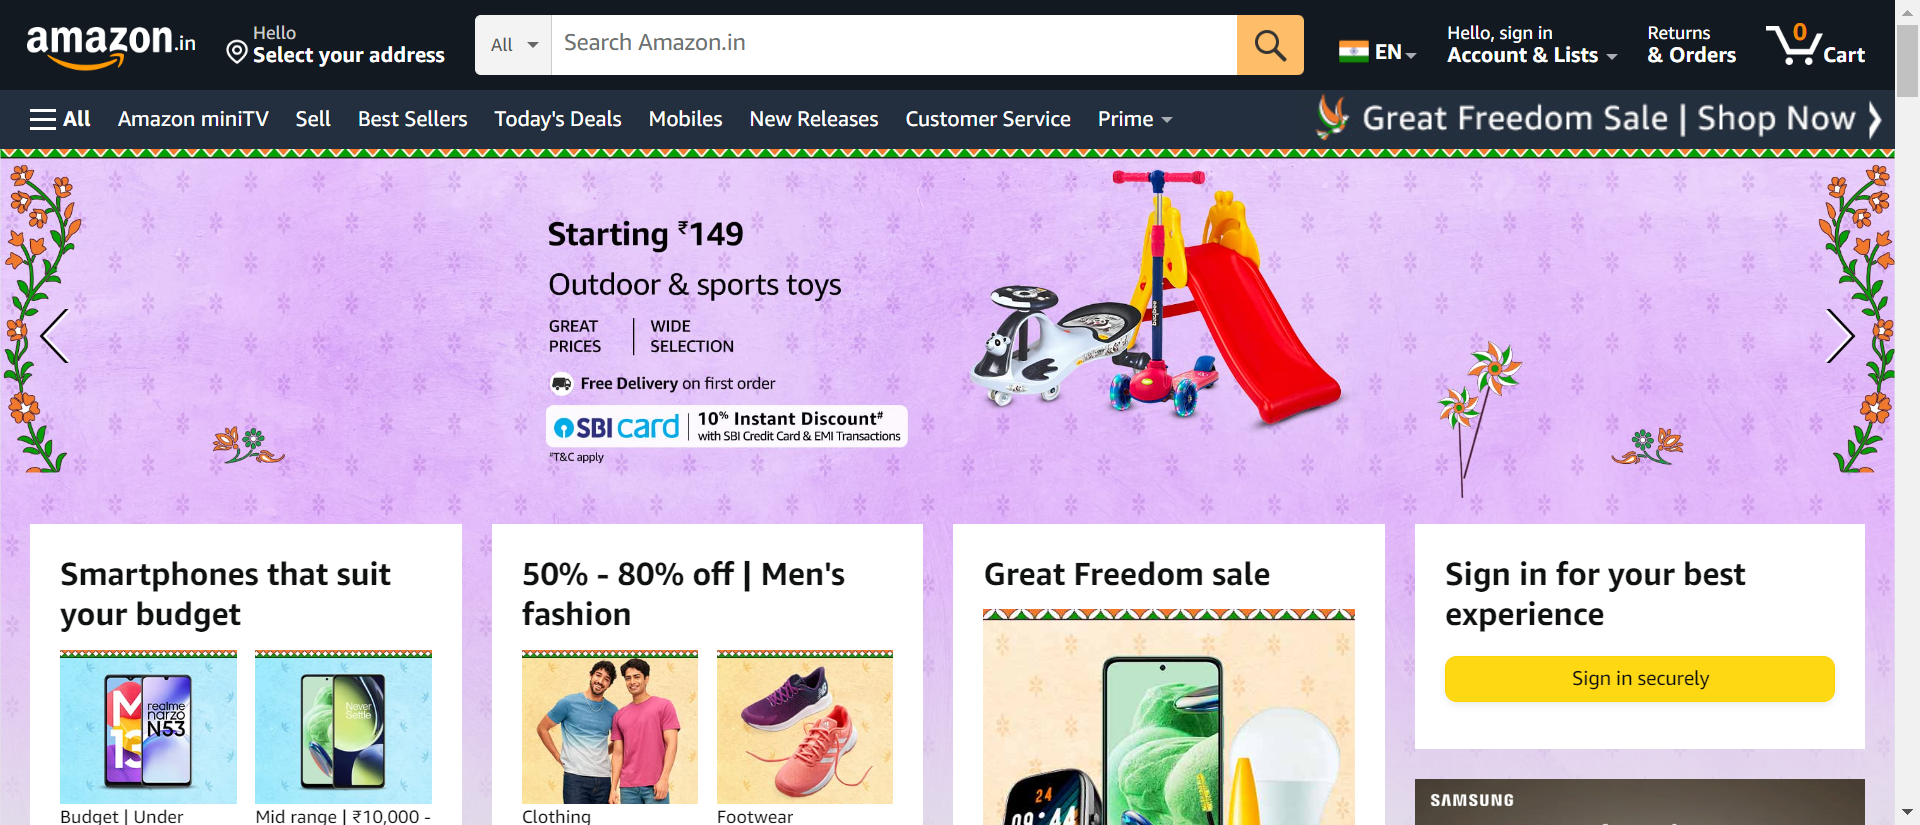 amazon.in
Hello
Select your address
All
Search Amazon.in
EN
Hello, sign in
Account & Lists
Returns
& Orders
0
Cart
All
Amazon miniTV
Sell
Best Sellers
Today's Deals
Mobiles
New Releases
Customer Service
Prime
Great Freedom Sale | Shop Now
Starting ₹149
Outdoor & sports toys
GREAT
PRICES
WIDE
SELECTION
Free Delivery on first order
SBI card
10% Instant Discount#
with SBI Credit Card & EMI Transactions
#T&C apply
Smartphones that suit
your budget
M
13
realme
narzo
N53
Never
Settle
Budget | Under
Mid range | ₹10,000 -
50% - 80% off | Men's
fashion
Clothing
Footwear
Great Freedom sale
24
09:44
Sign in for your best
experience
Sign in securely
SAMSUNG